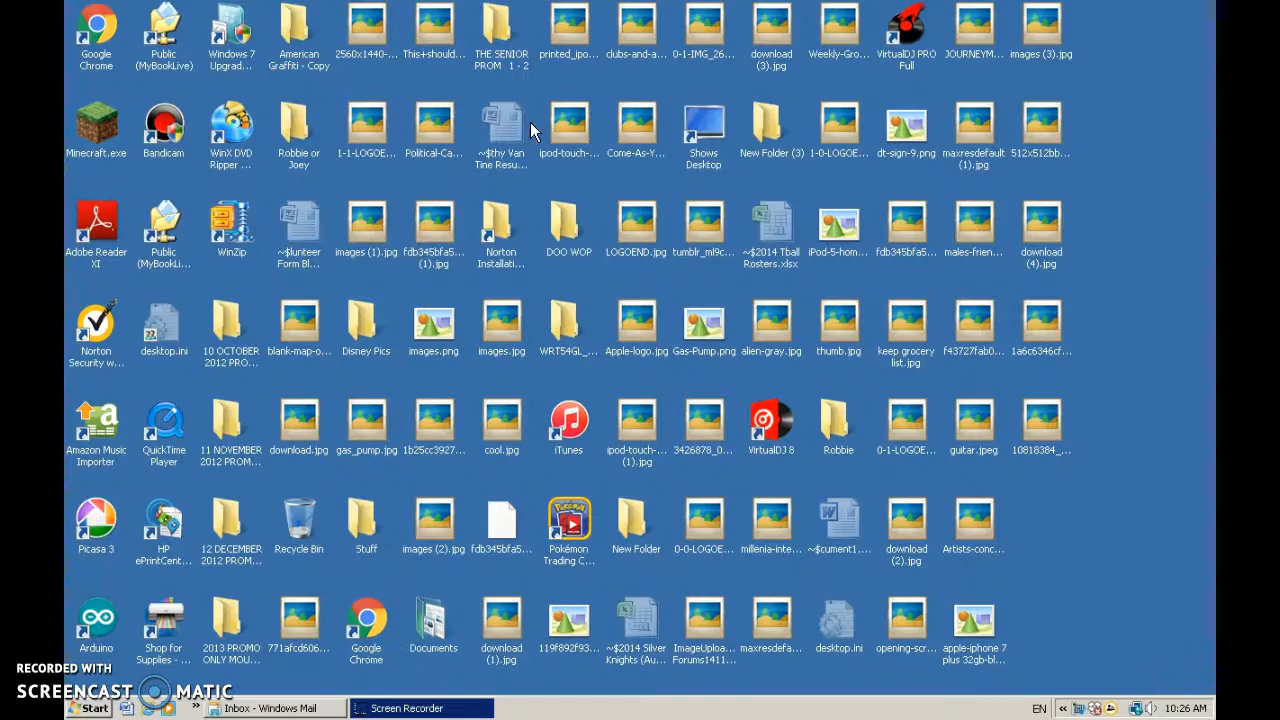 Google Chrome
Public (MyBookLive)
Windows 7 Upgrad...
American Graffiti - Copy
2560x1440-...
This+should...
THE SENIOR PROM 1 - 2
printed_ipo...
clubs-and-a...
0-1-IMG_26...
download (3).jpg
Weekly-Gro...
VirtualDJ PRO Full
JOURNEYM...
images (3).jpg
Minecraft.exe
Bandicam
WinX DVD Ripper ...
Robbie or Joey
1-1-LOGOE...
Political-Ca...
~$thy Van Tine Resu...
ipod-touch-...
Come-As-Y...
Shows Desktop
New Folder (3)
1-0-LOGOE...
dt-sign-9.png
maxresdefault (1).jpg
512x512bb...
Adobe Reader XI
Public (MyBookLi...
WinZip
~$lunteer Form Bl...
images (1).jpg
fdb345bfa5... (1).jpg
Norton Installati...
DOO WOP
LOGOEND.jpg
tumblr_ml9c...
~$2014 Tball Rosters.xlsx
iPod-5-hom...
fdb345bfa5...
males-frien...
download (4).jpg
Norton Security w...
desktop.ini
10 OCTOBER 2012 PRO...
blank-map-o...
Disney Pics
images.png
images.jpg
WRT54GL_...
Apple-logo.jpg
Gas-Pump.png
alien-gray.jpg
thumb.jpg
keep grocery list.jpg
f43727fab0...
1a6c6346cf...
Amazon Music Importer
QuickTime Player
11 NOVEMBER 2012 PROM...
download.jpg
gas_pump.jpg
1b25cc3927...
cool.jpg
iTunes
ipod-touch-... (1).jpg
3426878_0...
VirtualDJ 8
Robbie
0-1-LOGOE...
guitar.jpeg
10818384_...
Picasa 3
HP ePrintCent...
12 DECEMBER 2012 PROM...
Recycle Bin
Stuff
images (2).jpg
fdb345bfa5...
Pokémon Trading C...
New Folder
0-0-LOGOE...
millenia-inte...
~$cument1....
download (2).jpg
Artists-conc...
Arduino
Shop for Supplies - ...
2013 PROMO ONLY MOU...
771afcd606...
Google Chrome
Documents
download (1).jpg
119f892f93...
~$2014 Silver Knights (Au...
ImageUpload Forums1411...
maxresdefa...
desktop.ini
opening-scr...
apple-iphone 7 plus 32gb-bl...
RECORDED WITH
SCREENCAST MATIC
Start
Inbox - Windows Mail
Screen Recorder
EN
10:26 AM